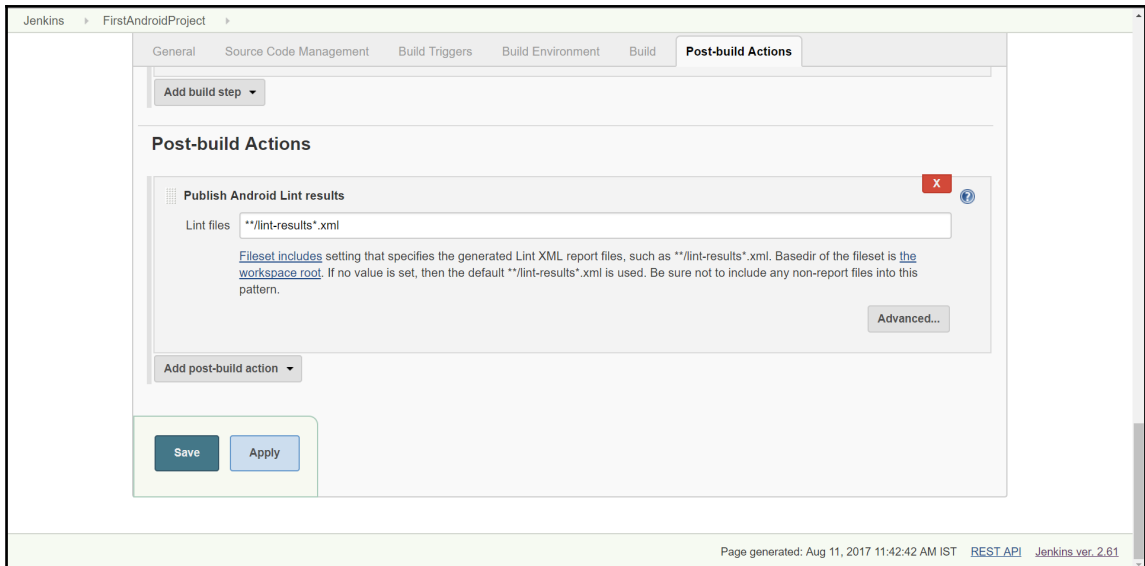 Jenkins FirstAndroidProject
General Source Code Management Build Triggers Build Environment Build Post-build Actions
Add build step
Post-build Actions
X
Publish Android Lint results
Lint files **/lint-results*.xml
Fileset includes setting that specifies the generated Lint XML report files, such as **/lint-results*.xml. Basedir of the fileset is the
workspace root. If no value is set, then the default **/lint-results*.xml is used. Be sure not to include any non-report files into this
pattern.
Advanced...
Add post-build action
Save Apply
Page generated: Aug 11, 2017 11:42:42 AM IST REST API Jenkins ver. 2.61